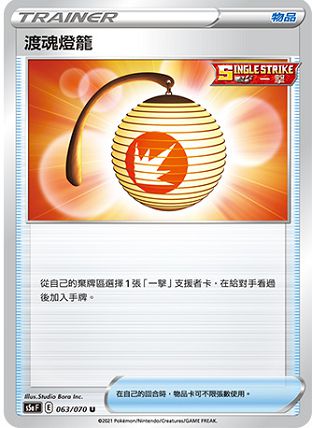 TRAINER 物品
渡魂燈籠
SINGLE STRIKE
一擊
從自己的棄牌區選擇1張「一擊」支援者卡，在給對手看過
後加入手牌。
Illus.Studio Bora Inc.
s5a F E 063/070 U
在自己的回合時，物品卡可不限張數使用。
©2021 Pokémon/Nintendo/Creatures/GAME FREAK.